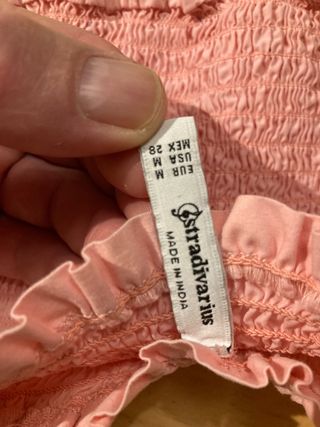 stradivarius
MADE IN INDIA
EUR M
USA M
MEX 28